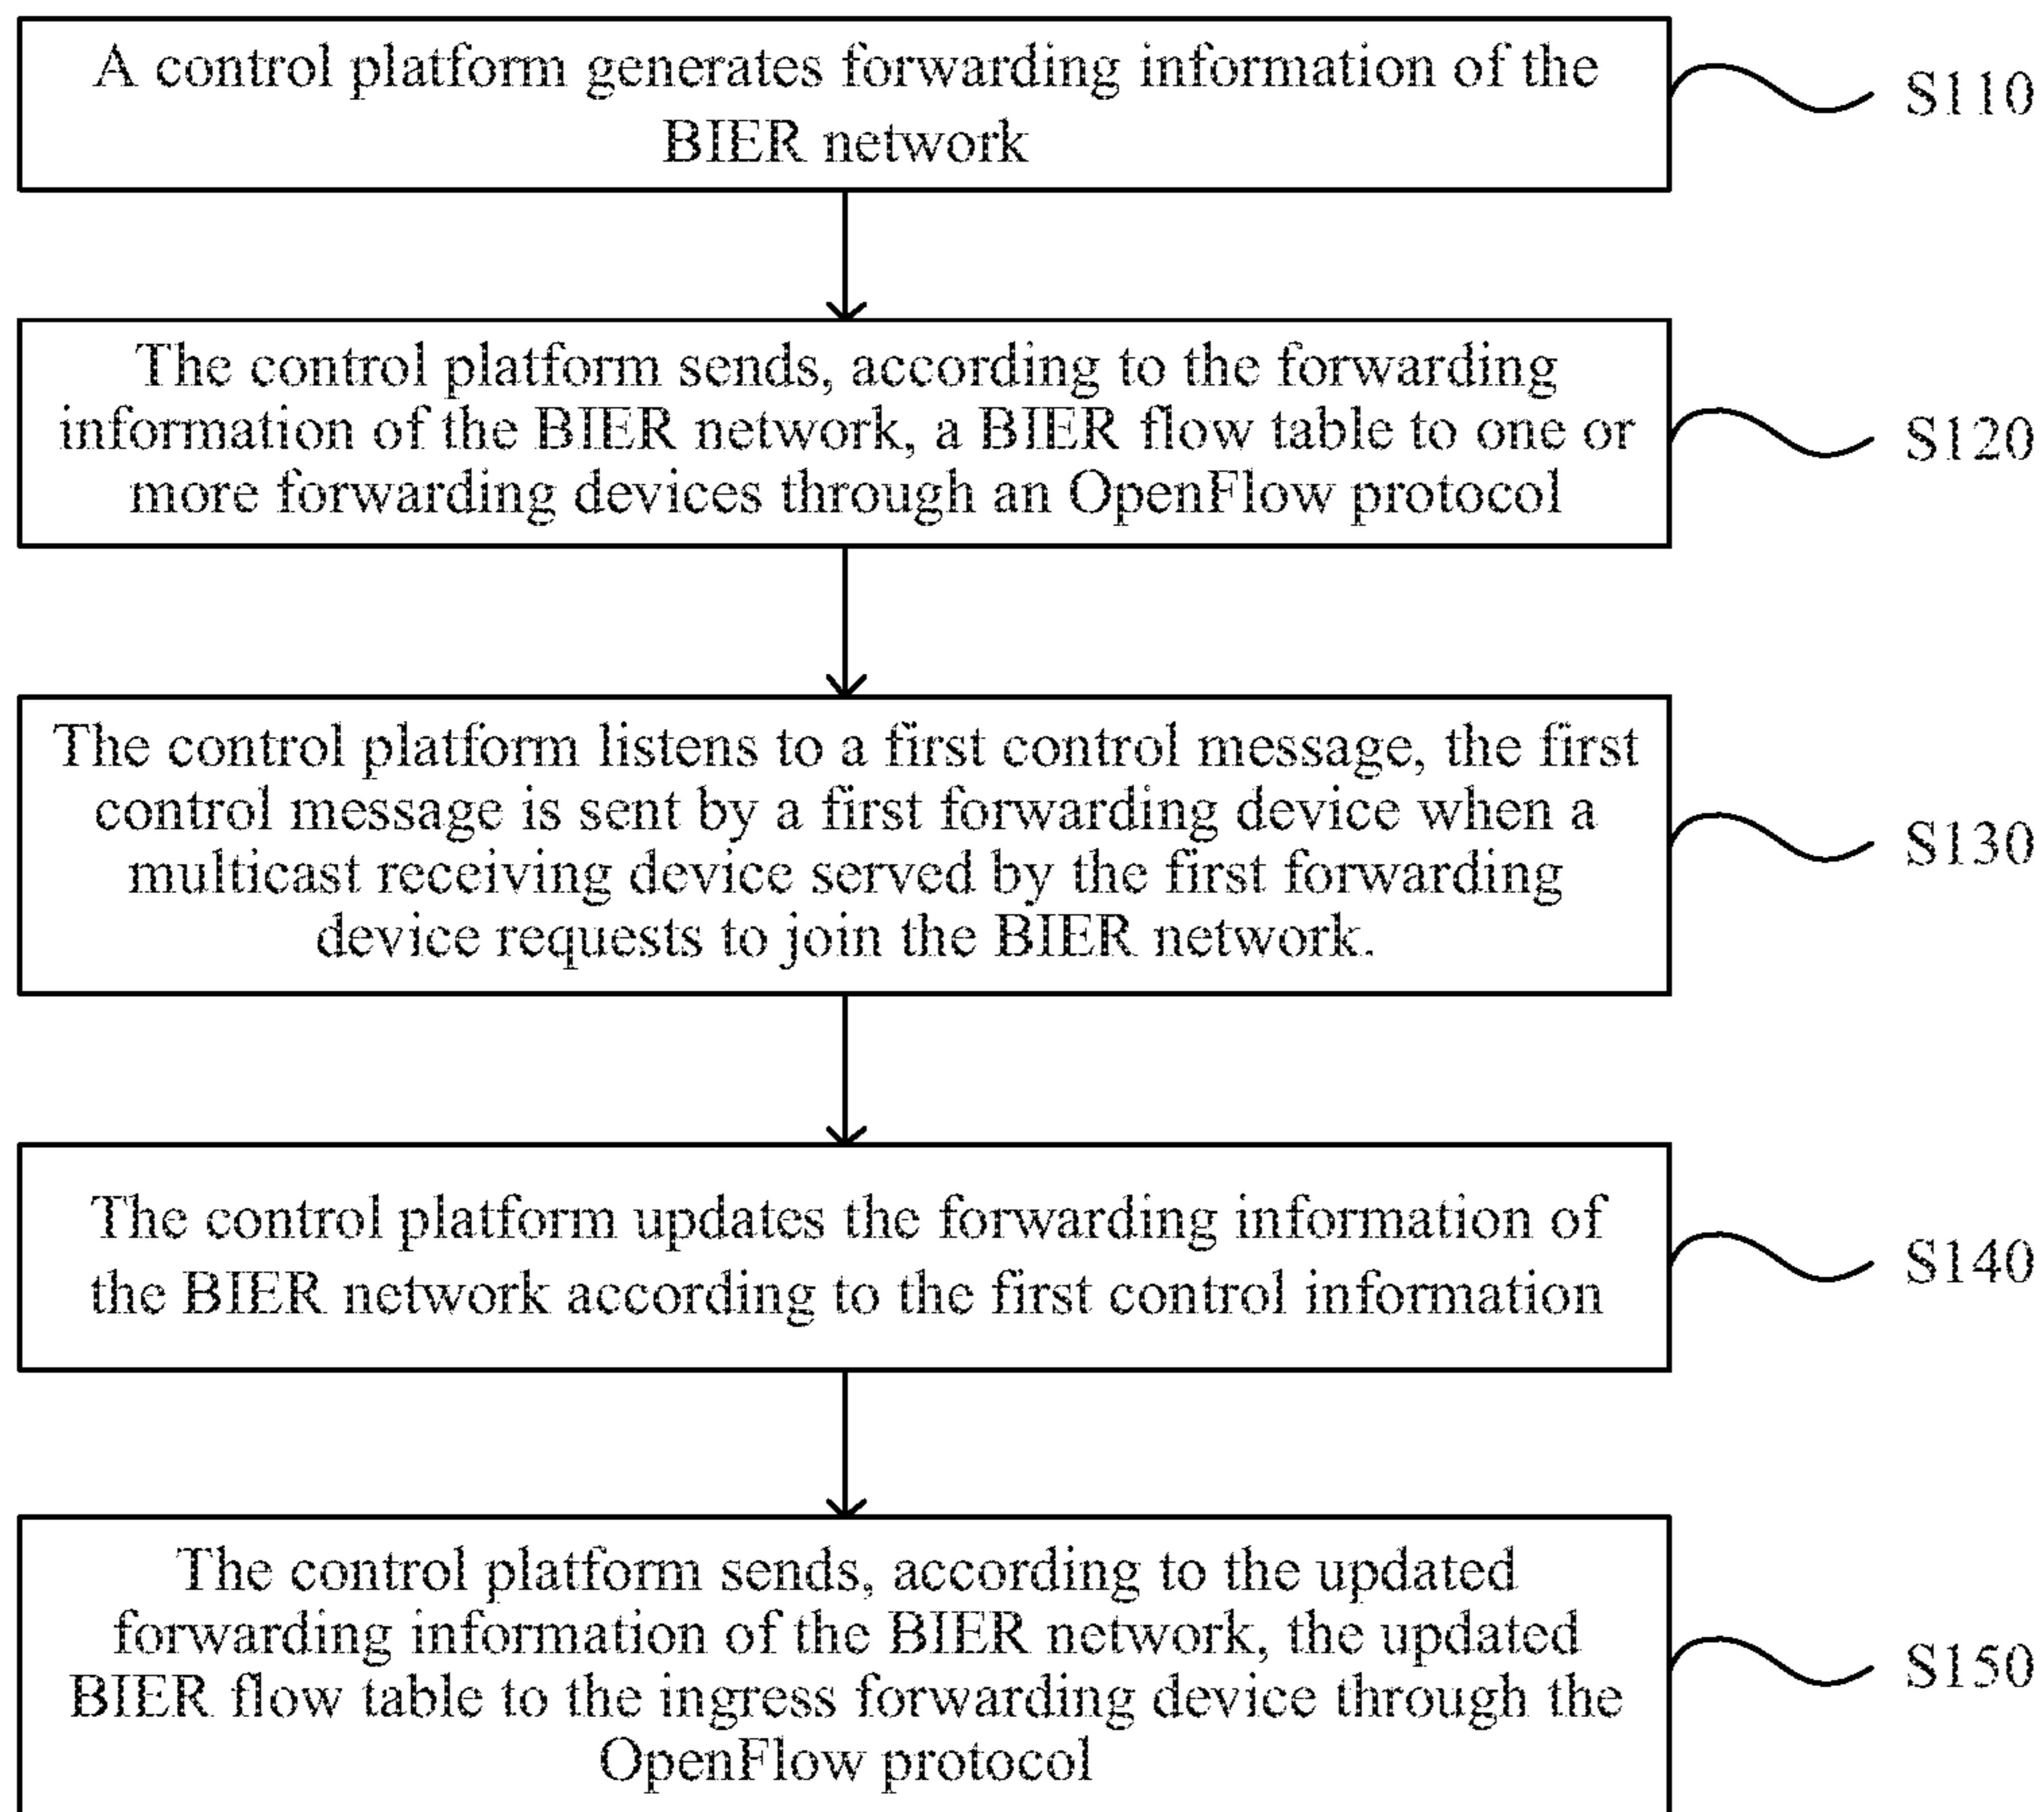 A control platform generates forwarding information of the
BIER network
S110
The control platform sends, according to the forwarding
information of the BIER network, a BIER flow table to one or
more forwarding devices through an OpenFlow protocol
S120
The control platform listens to a first control message, the first
control message is sent by a first forwarding device when a
multicast receiving device served by the first forwarding
device requests to join the BIER network.
S130
The control platform updates the forwarding information of
the BIER network according to the first control information
S140
The control platform sends, according to the updated
forwarding information of the BIER network, the updated
BIER flow table to the ingress forwarding device through the
OpenFlow protocol
S150